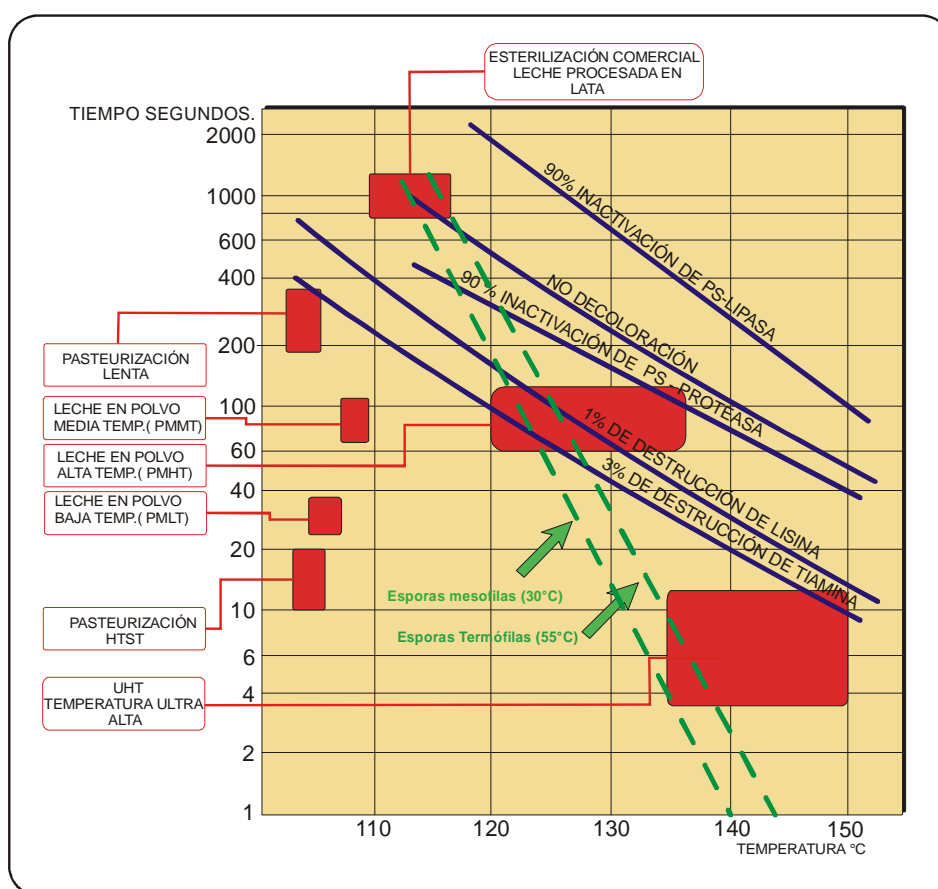 ESTERILIZACIÓN COMERCIAL
LECHE PROCESADA EN
LATA
TIEMPO SEGUNDOS.
2000
1000
600
400
200
100
60
40
20
10
6
4
2
1
90% INACTIVACIÓN DE PS-LIPASA
NO DECOLORACIÓN
90 % INACTIVACIÓN DE PS - PROTEASA
1% DE DESTRUCCIÓN DE LISINA
3% DE DESTRUCCIÓN DE TIAMINA
PASTEURIZACIÓN
LENTA
LECHE EN POLVO
MEDIA TEMP.( PMMT)
LECHE EN POLVO
ALTA TEMP.( PMHT)
LECHE EN POLVO
BAJA TEMP.( PMLT)
PASTEURIZACIÓN
HTST
UHT
TEMPERATURA ULTRA
ALTA
Esporas mesofilas (30°C)
Esporas Termófilas (55°C)
110 120 130 140 150
TEMPERATURA °C